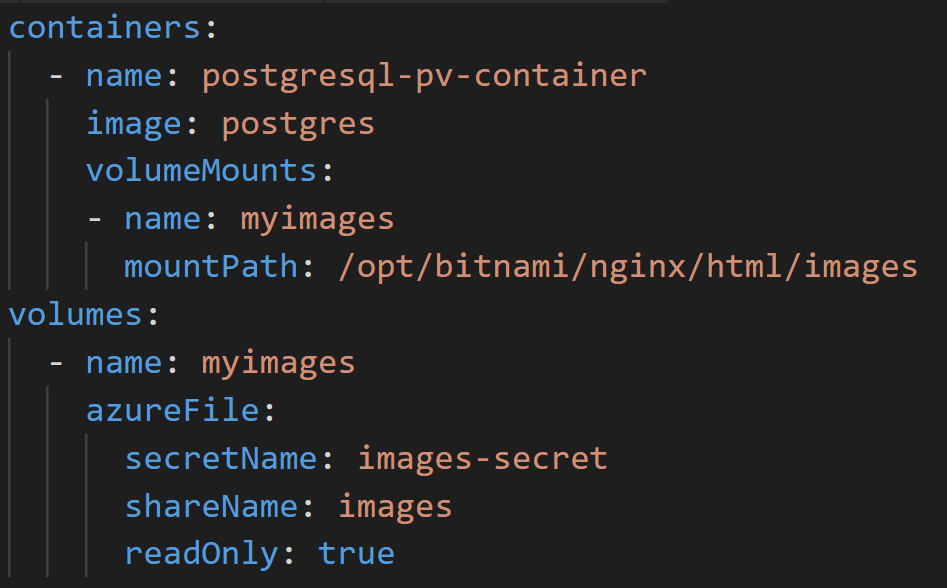 containers:
  - name: postgresql-pv-container
    image: postgres
    volumeMounts:
    - name: myimages
      mountPath: /opt/bitnami/nginx/html/images
volumes:
  - name: myimages
    azureFile:
      secretName: images-secret
      shareName: images
      readOnly: true